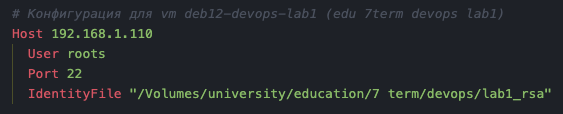 # Конфигурация для vm deb12-devops-lab1 (edu 7term devops lab1)
Host 192.168.1.110
User roots
Port 22
IdentityFile "/Volumes/university/education/7 term/devops/lab1_rsa"